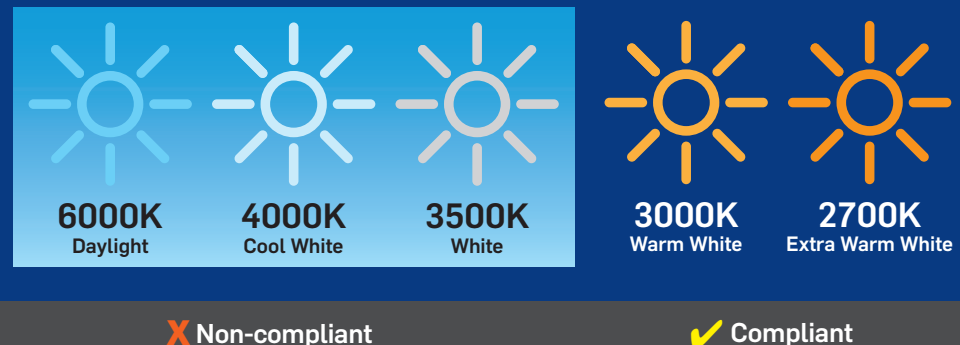 6000K
Daylight
4000K
Cool White
3500K
White
3000K
Warm White
2700K
Extra Warm White
X Non-compliant
✓ Compliant